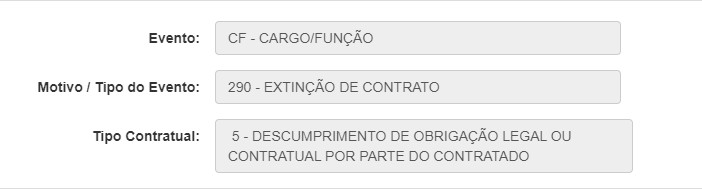 Evento: CF - CARGO/FUNÇÃO
Motivo / Tipo do Evento: 290 - EXTINÇÃO DE CONTRATO
Tipo Contratual: 5 - DESCUMPRIMENTO DE OBRIGAÇÃO LEGAL OU
CONTRATUAL POR PARTE DO CONTRATADO